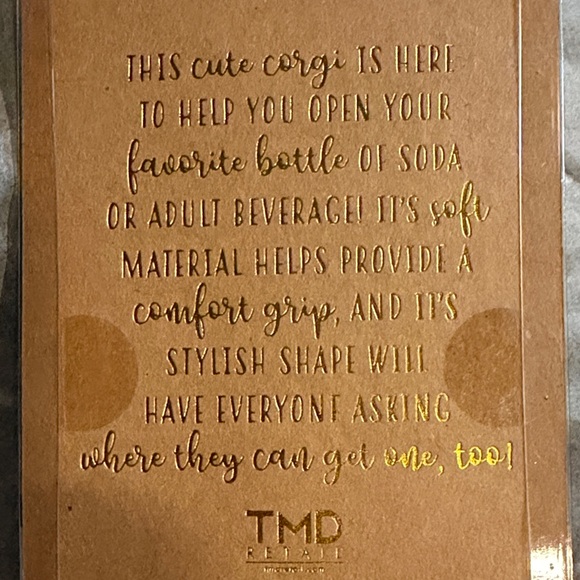 THIS cute corgi IS HERE
TO HELP YOU OPEN YOUR
favorite bottle OF SODA
OR ADULT BEVERAGE! IT'S soft
MATERIAL HELPS PROVIDE A
comfort grip, AND IT'S
STYLISH SHAPE WILL
HAVE EVERYONE ASKING
where they can get one, too!
TMD
RETAIL